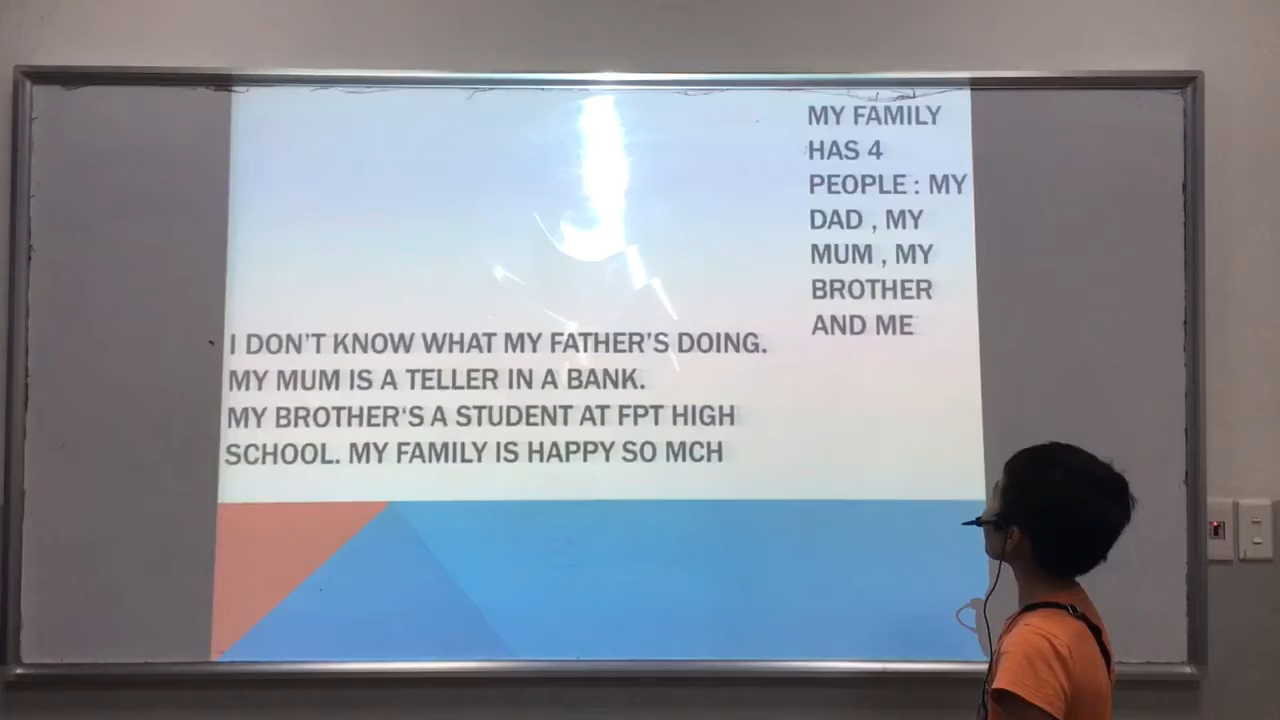 MY FAMILY
HAS 4
PEOPLE : MY
DAD , MY
MUM , MY
BROTHER
AND ME
I DON'T KNOW WHAT MY FATHER'S DOING.
MY MUM IS A TELLER IN A BANK.
MY BROTHER'S A STUDENT AT FPT HIGH
SCHOOL. MY FAMILY IS HAPPY SO MCH